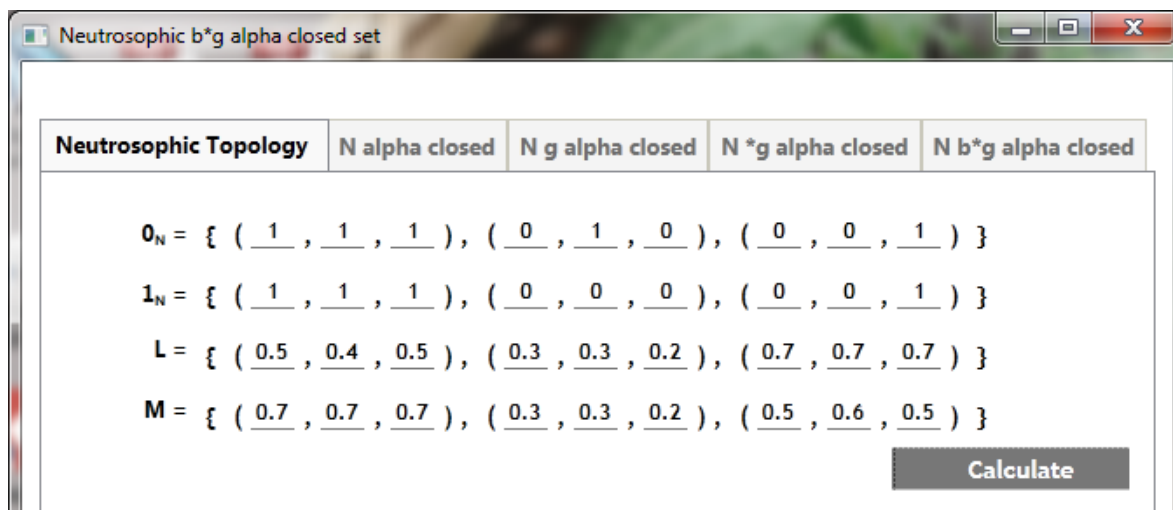 Neutrosophic b*g alpha closed set
Neutrosophic Topology N alpha closed N g alpha closed N *g alpha closed N b*g alpha closed
0N = { ( 1 , 1 , 1 ), ( 0 , 1 , 0 ), ( 0 , 0 , 1 ) }
1N = { ( 1 , 1 , 1 ), ( 0 , 0 , 0 ), ( 0 , 0 , 1 ) }
L = { ( 0.5 , 0.4 , 0.5 ), ( 0.3 , 0.3 , 0.2 ), ( 0.7 , 0.7 , 0.7 ) }
M = { ( 0.7 , 0.7 , 0.7 ), ( 0.3 , 0.3 , 0.2 ), ( 0.5 , 0.6 , 0.5 ) }
Calculate